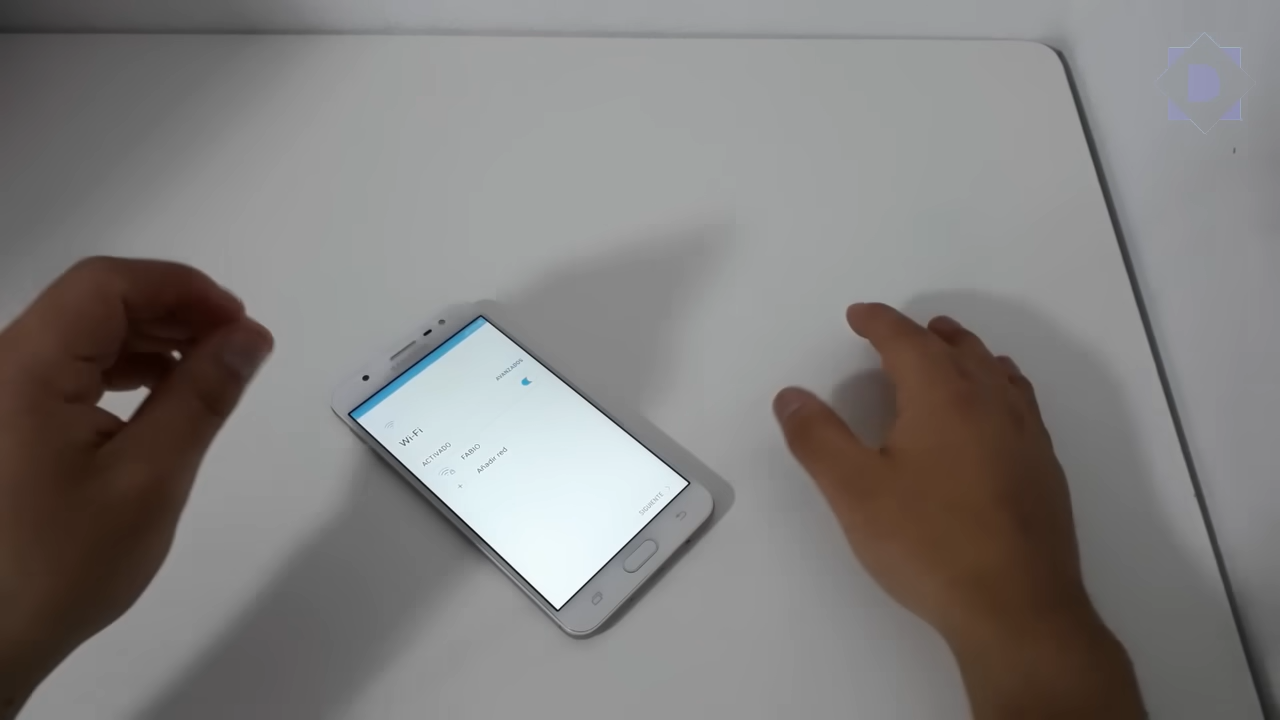 AVANZADOS
Wi-Fi
ACTIVADO
FABIO
Añadir red
SIGUIENTE